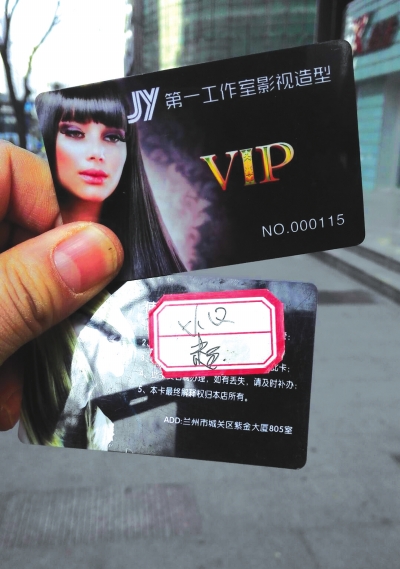 JY 第一工作室影视造型
VIP
NO.000115
办理，如有丢失，请及时补办；
5、本卡最终解释权归本店所有。
ADD:兰州市城关区紫金大厦805室